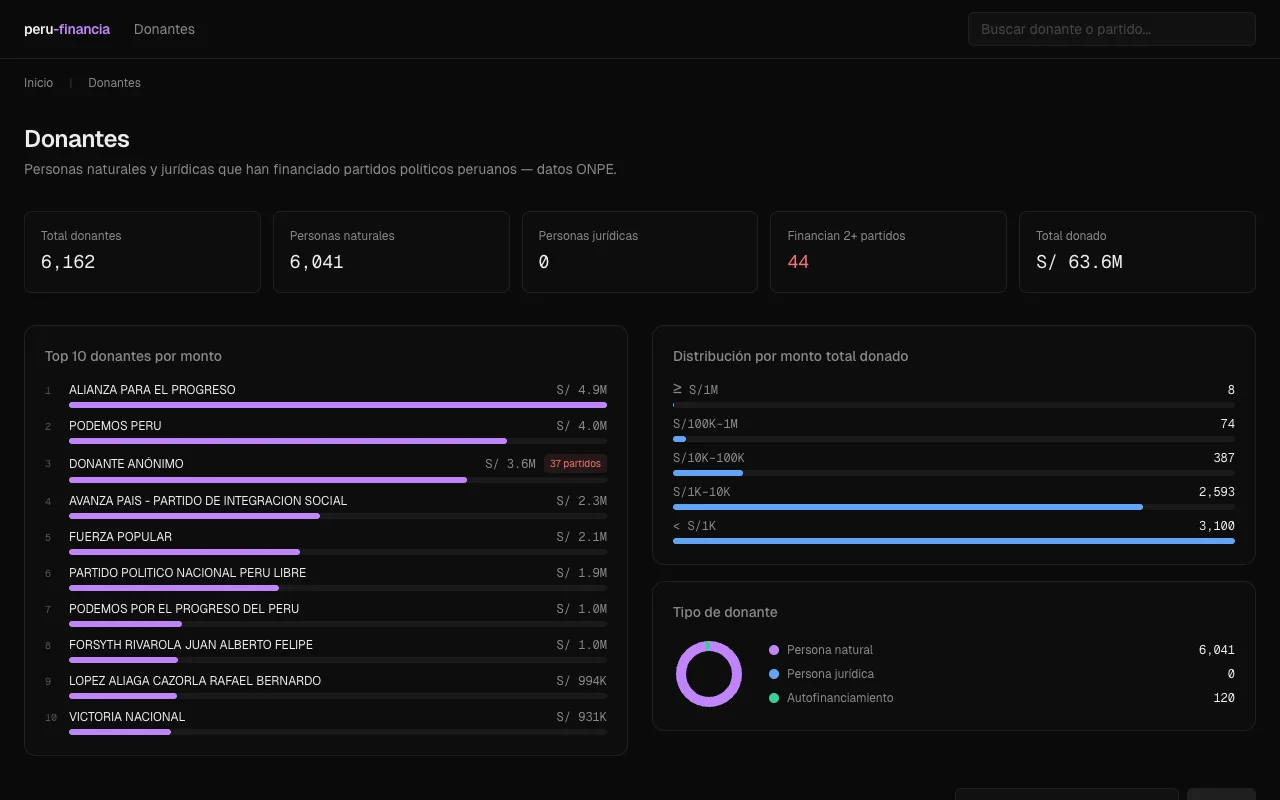 peru-financia Donantes Buscar donante o partido...
Inicio | Donantes
Donantes
Personas naturales y jurídicas que han financiado partidos políticos peruanos — datos ONPE.
Total donantes
6,162
Personas naturales
6,041
Personas jurídicas
0
Financian 2+ partidos
44
Total donado
S/ 63.6M
Top 10 donantes por monto
1 ALIANZA PARA EL PROGRESO S/ 4.9M
2 PODEMOS PERU S/ 4.0M
3 DONANTE ANÓNIMO S/ 3.6M 37 partidos
4 AVANZA PAIS - PARTIDO DE INTEGRACION SOCIAL S/ 2.3M
5 FUERZA POPULAR S/ 2.1M
6 PARTIDO POLITICO NACIONAL PERU LIBRE S/ 1.9M
7 PODEMOS POR EL PROGRESO DEL PERU S/ 1.0M
8 FORSYTH RIVAROLA JUAN ALBERTO FELIPE S/ 1.0M
9 LOPEZ ALIAGA CAZORLA RAFAEL BERNARDO S/ 994K
10 VICTORIA NACIONAL S/ 931K
Distribución por monto total donado
≥ S/1M 8
S/100K–1M 74
S/10K–100K 387
S/1K–10K 2,593
< S/1K 3,100
Tipo de donante
Persona natural 6,041
Persona jurídica 0
Autofinanciamiento 120